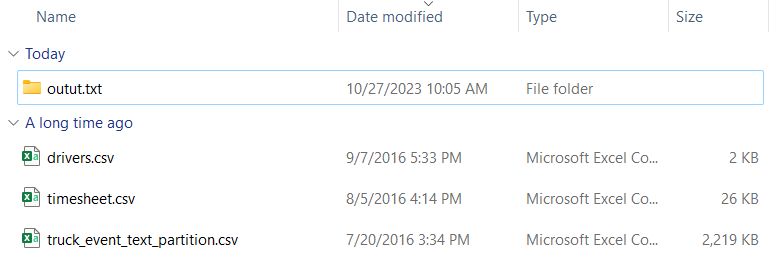 Name Date modified Type Size
Today
outut.txt 10/27/2023 10:05 AM File folder
A long time ago
drivers.csv 9/7/2016 5:33 PM Microsoft Excel Co... 2 KB
timesheet.csv 8/5/2016 4:14 PM Microsoft Excel Co... 26 KB
truck_event_text_partition.csv 7/20/2016 3:34 PM Microsoft Excel Co... 2,219 KB